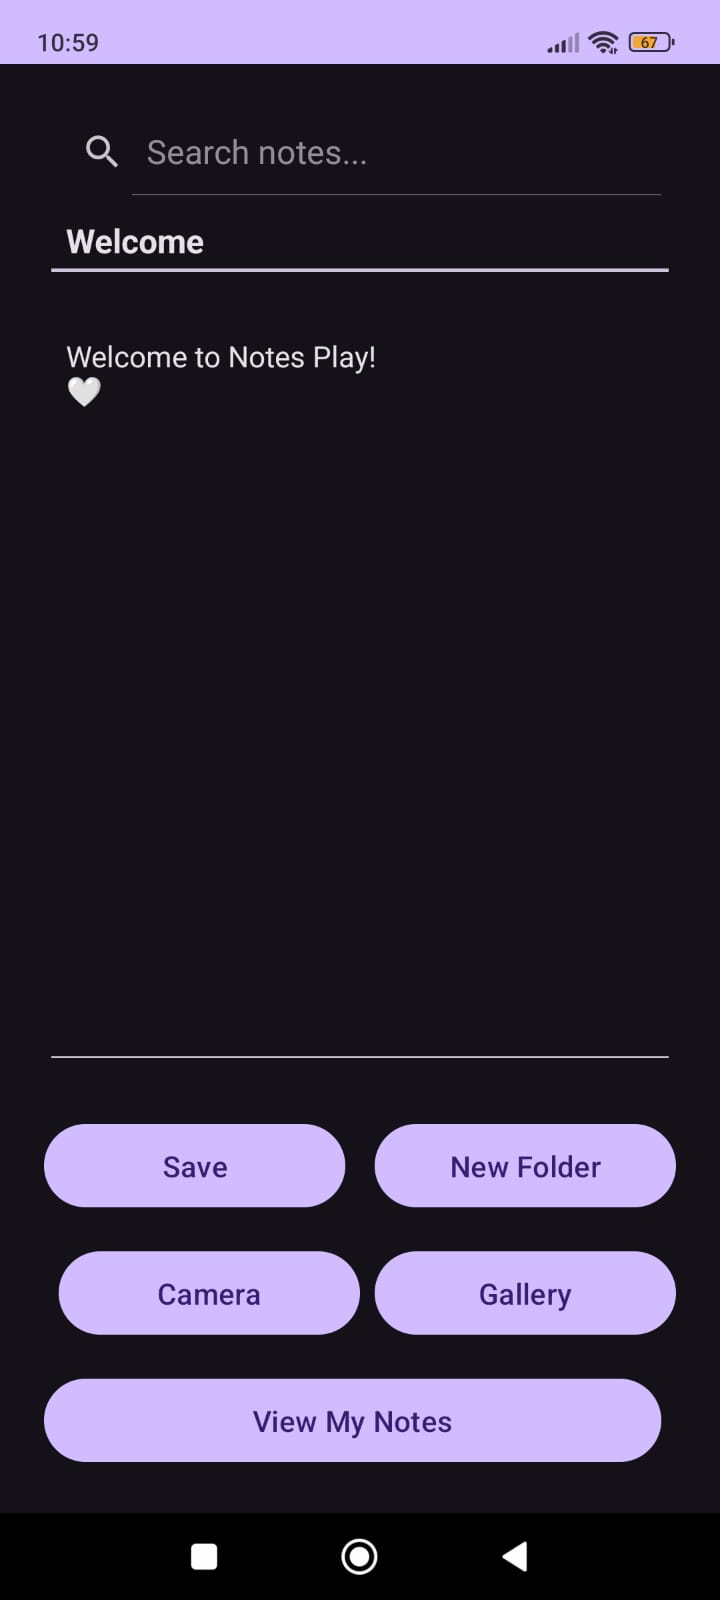 10:59
67
Search notes...
Welcome
Welcome to Notes Play!
🤍
Save
New Folder
Camera
Gallery
View My Notes